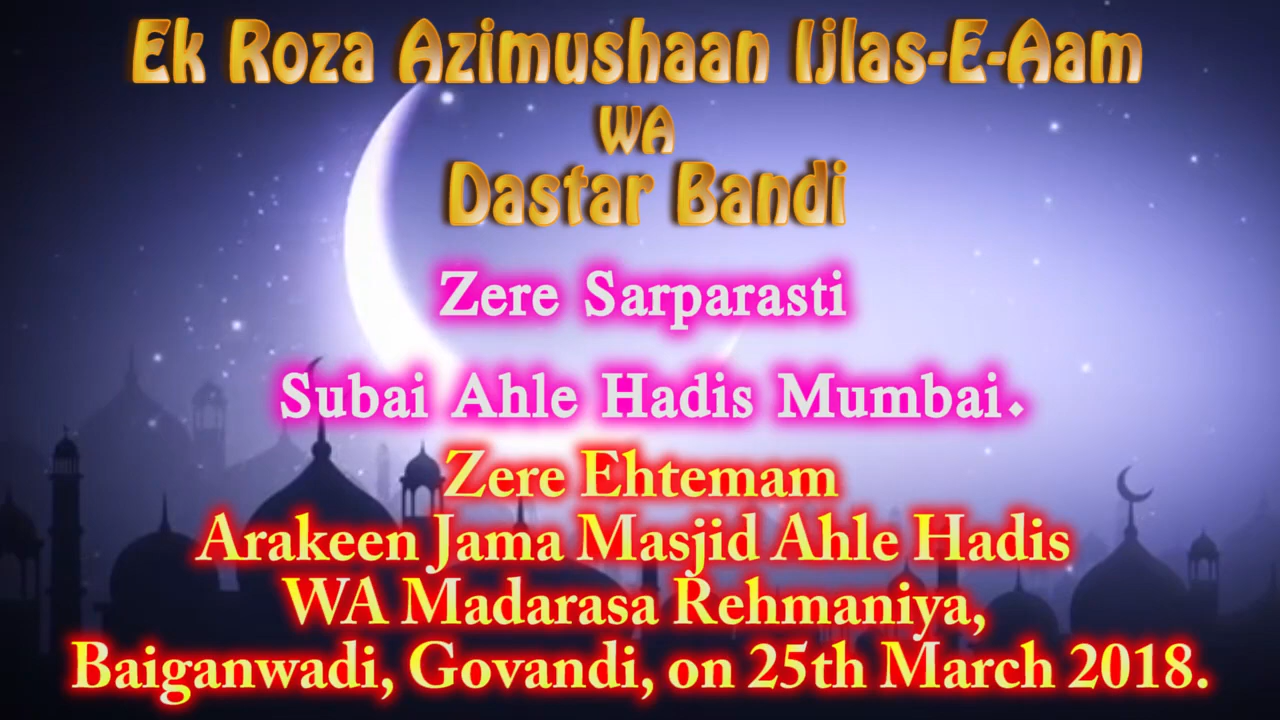 Ek Roza Azimushaan Ijlas-E-Aam
WA
Dastar Bandi
Zere Sarparasti
Subai Ahle Hadis Mumbai.
Zere Ehtemam
Arakeen Jama Masjid Ahle Hadis
WA Madarasa Rehmaniya,
Baiganwadi, Govandi, on 25th March 2018.